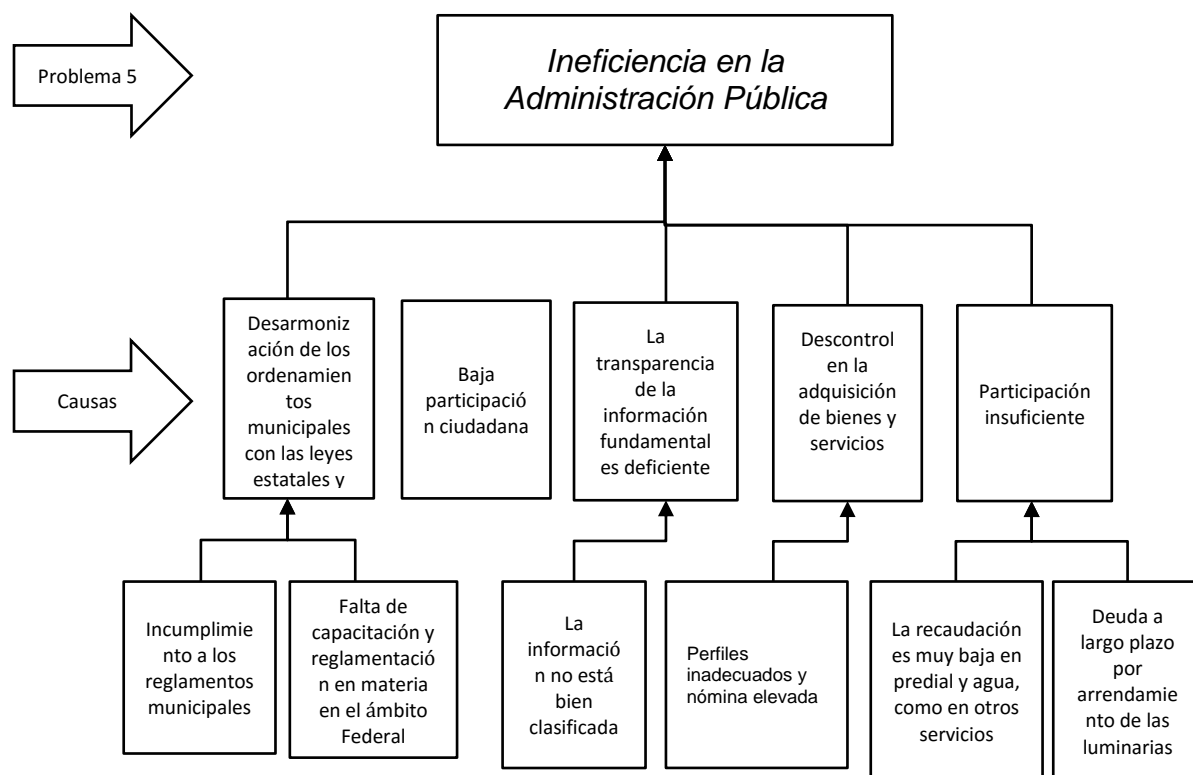 Problema 5
Ineficiencia en la
Administración Pública
Causas
Desarmoniz
ación de los
ordenamien
tos
municipales
con las leyes
estatales y
Baja
participació
n ciudadana
La
transparencia
de la
información
fundamental
es deficiente
Descontrol
en la
adquisición
de bienes y
servicios
Participación
insuficiente
Incumplimie
nto a los
reglamentos
municipales
Falta de
capacitación y
reglamentació
n en materia
en el ámbito
Federal
La
informació
n no está
bien
clasificada
Perfiles
inadecuados y
nómina elevada
La recaudación
es muy baja en
predial y agua,
como en otros
servicios
Deuda a
largo plazo
por
arrendamie
nto de las
luminarias